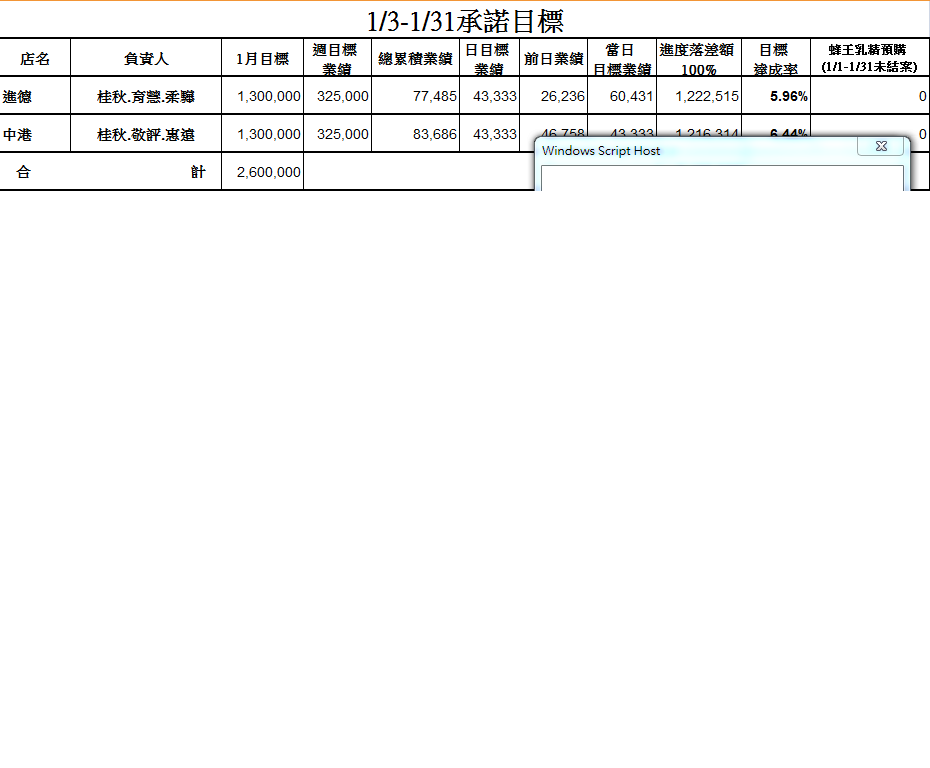 1/3-1/31承諾目標
店名 負責人 1月目標 週目標 業績 總累積業績 日目標 業績 前日業績 當日 目標業績 進度落差額 100% 目標 達成率 蜂王乳精預購 (1/1-1/31未結案)
進德 桂秋.育慧.柔驊 1,300,000 325,000 77,485 43,333 26,236 60,431 1,222,515 5.96% 0
中港 桂秋.敬評.惠遠 1,300,000 325,000 83,686 43,333 46,758 43,333 1,216,314 6.44% 0
合 計 2,600,000
Windows Script Host